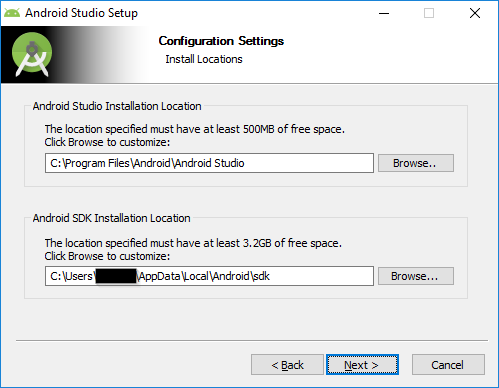 Android Studio Setup
Configuration Settings
Install Locations
Android Studio Installation Location
The location specified must have at least 500MB of free space.
Click Browse to customize:
C:\Program Files\Android\Android Studio
Browse..
Android SDK Installation Location
The location specified must have at least 3.2GB of free space.
Click Browse to customize:
C:\Users\ \AppData\Local\Android\sdk
Browse...
< Back
Next >
Cancel